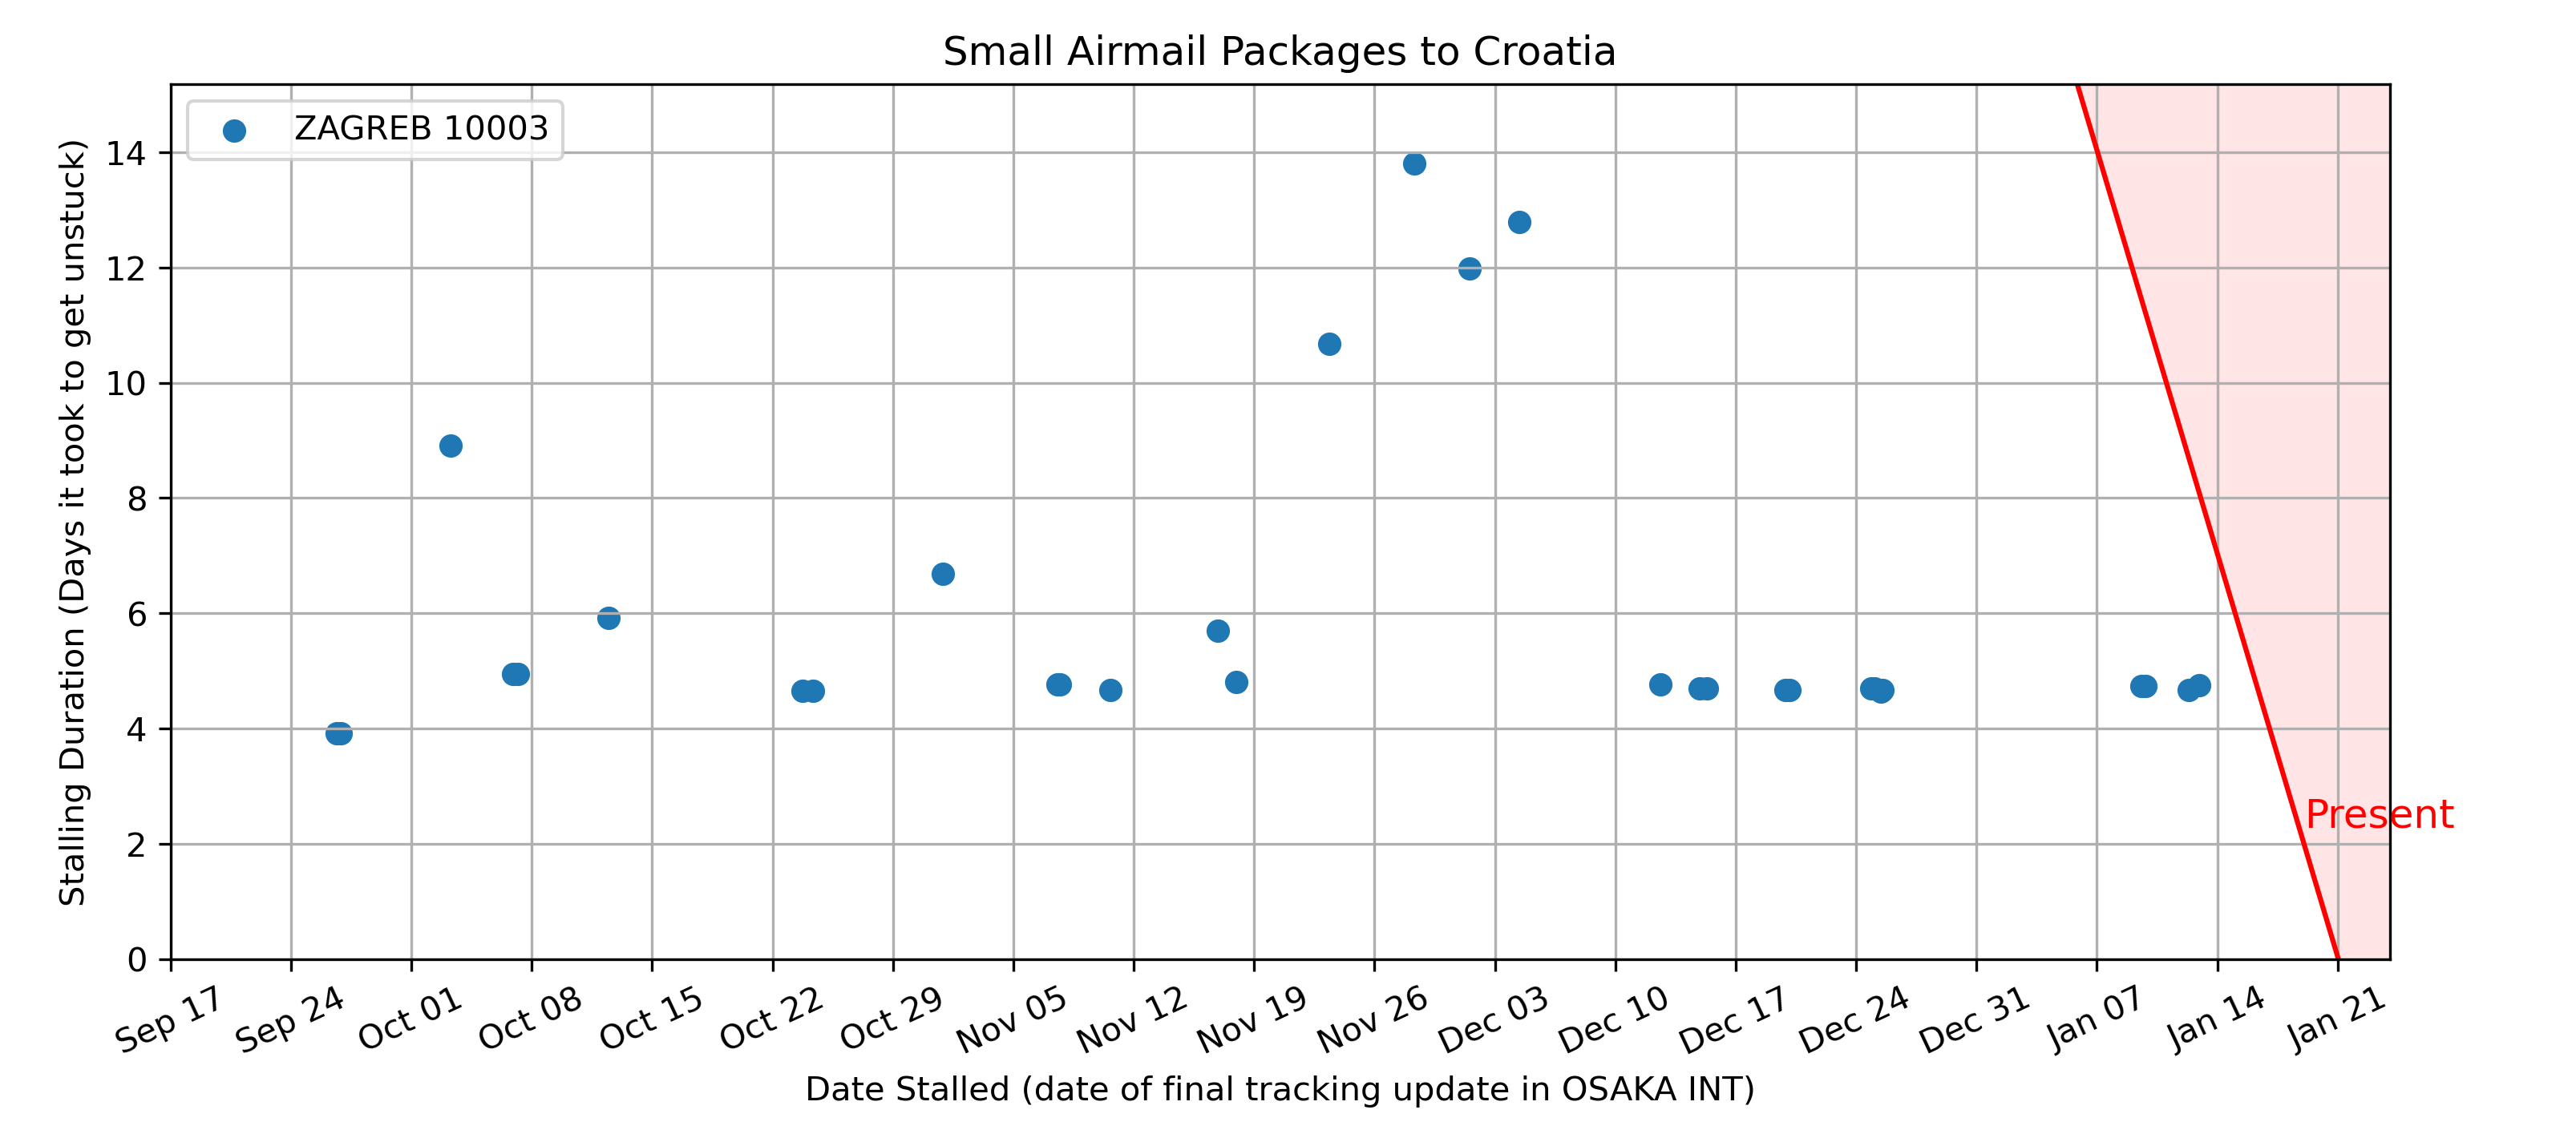 Small Airmail Packages to Croatia
ZAGREB 10003
Stalling Duration (Days it took to get unstuck)
14
12
10
8
6
4
2
0
Present
Sep 17
Sep 24
Oct 01
Oct 08
Oct 15
Oct 22
Oct 29
Nov 05
Nov 12
Nov 19
Nov 26
Dec 03
Dec 10
Dec 17
Dec 24
Dec 31
Jan 07
Jan 14
Jan 21
Date Stalled (date of final tracking update in OSAKA INT)